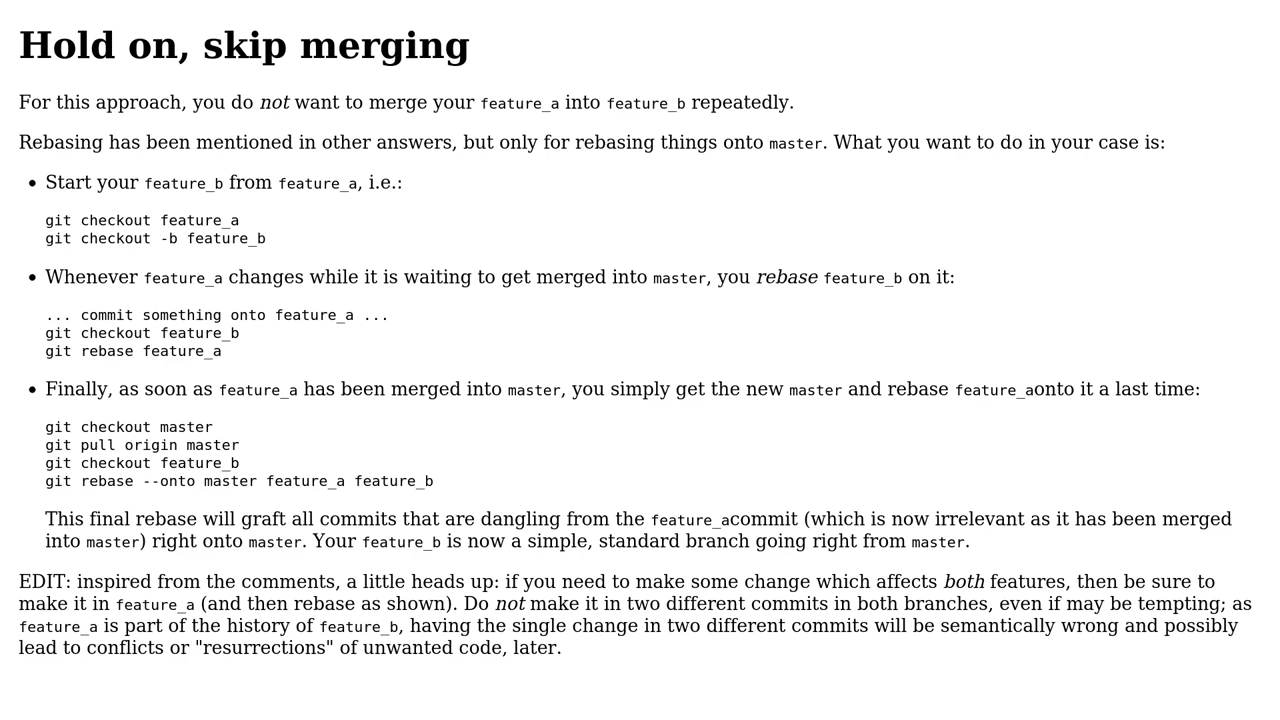 Hold on, skip merging
For this approach, you do not want to merge your feature_a into feature_b repeatedly.
Rebasing has been mentioned in other answers, but only for rebasing things onto master. What you want to do in your case is:
• Start your feature_b from feature_a, i.e.:
git checkout feature_a
git checkout -b feature_b
• Whenever feature_a changes while it is waiting to get merged into master, you rebase feature_b on it:
... commit something onto feature_a ...
git checkout feature_b
git rebase feature_a
• Finally, as soon as feature_a has been merged into master, you simply get the new master and rebase feature_aonto it a last time:
git checkout master
git pull origin master
git checkout feature_b
git rebase --onto master feature_a feature_b
This final rebase will graft all commits that are dangling from the feature_acommit (which is now irrelevant as it has been merged
into master) right onto master. Your feature_b is now a simple, standard branch going right from master.
EDIT: inspired from the comments, a little heads up: if you need to make some change which affects both features, then be sure to
make it in feature_a (and then rebase as shown). Do not make it in two different commits in both branches, even if may be tempting; as
feature_a is part of the history of feature_b, having the single change in two different commits will be semantically wrong and possibly
lead to conflicts or "resurrections" of unwanted code, later.